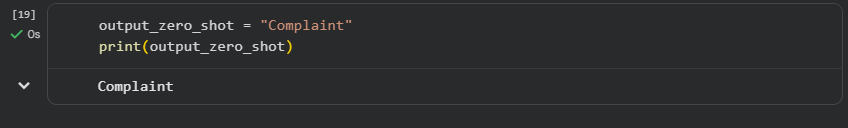 [19]
0s
output_zero_shot = "Complaint"
print(output_zero_shot)
Complaint